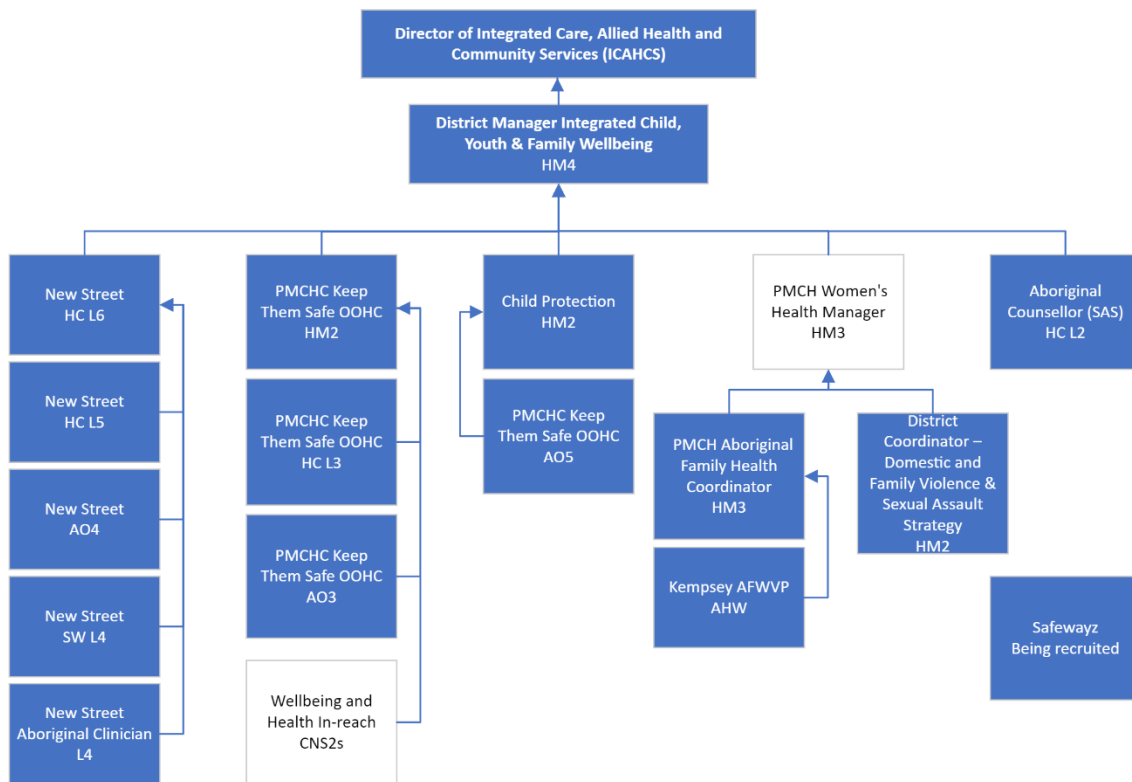 Director of Integrated Care, Allied Health and
Community Services (ICAHCS)
District Manager Integrated Child,
Youth & Family Wellbeing
HM4
New Street
HC L6
PMCHC Keep
Them Safe OOHC
HM2
Child Protection
HM2
PMCH Women's
Health Manager
HM3
Aboriginal
Counsellor (SAS)
HC L2
New Street
HC L5
PMCHC Keep
Them Safe OOHC
HC L3
PMCHC Keep
Them Safe OOHC
AO5
PMCH Aboriginal
Family Health
Coordinator
HM3
District
Coordinator –
Domestic and
Family Violence &
Sexual Assault
Strategy
HM2
New Street
AO4
PMCHC Keep
Them Safe OOHC
AO3
Kempsey AFWVP
AHW
New Street
SW L4
Safewayz
Being recruited
New Street
Aboriginal Clinician
L4
Wellbeing and
Health In-reach
CNS2s